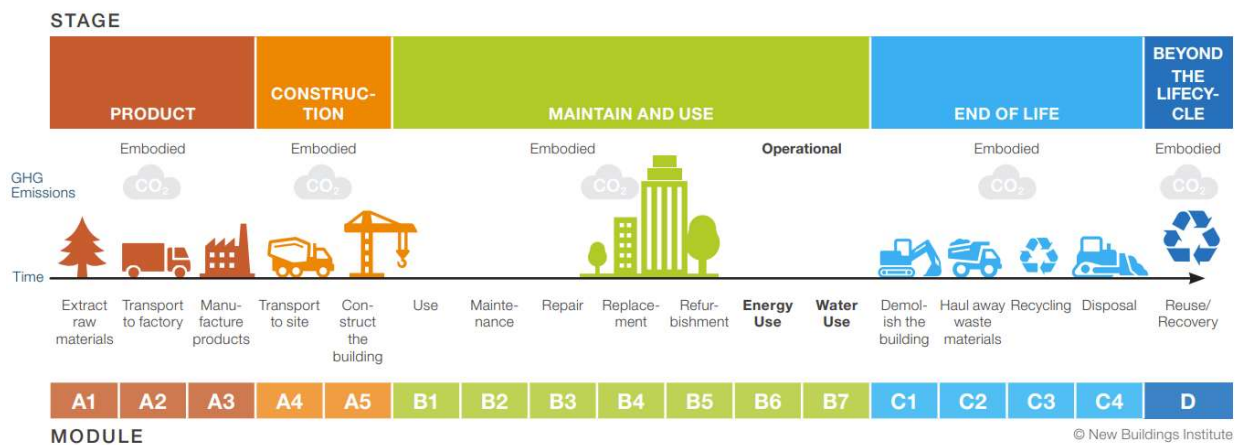 STAGE
PRODUCT
CONSTRUC-
TION
MAINTAIN AND USE
END OF LIFE
BEYOND
THE
LIFECY-
CLE
GHG
Emissions
Embodied
CO2
Embodied
CO2
Embodied
CO2
Operational
Embodied
CO2
Embodied
CO2
Time
Extract
raw
materials
Transport
to factory
Manu-
facture
products
Transport
to site
Con-
struct
the
building
Use
Mainte-
nance
Repair
Replace-
ment
Refur-
bishment
Energy
Use
Water
Use
Demol-
ish the
building
Haul away
waste
materials
Recycling
Disposal
Reuse/
Recovery
A1 A2 A3 A4 A5 B1 B2 B3 B4 B5 B6 B7 C1 C2 C3 C4 D
MODULE
© New Buildings Institute